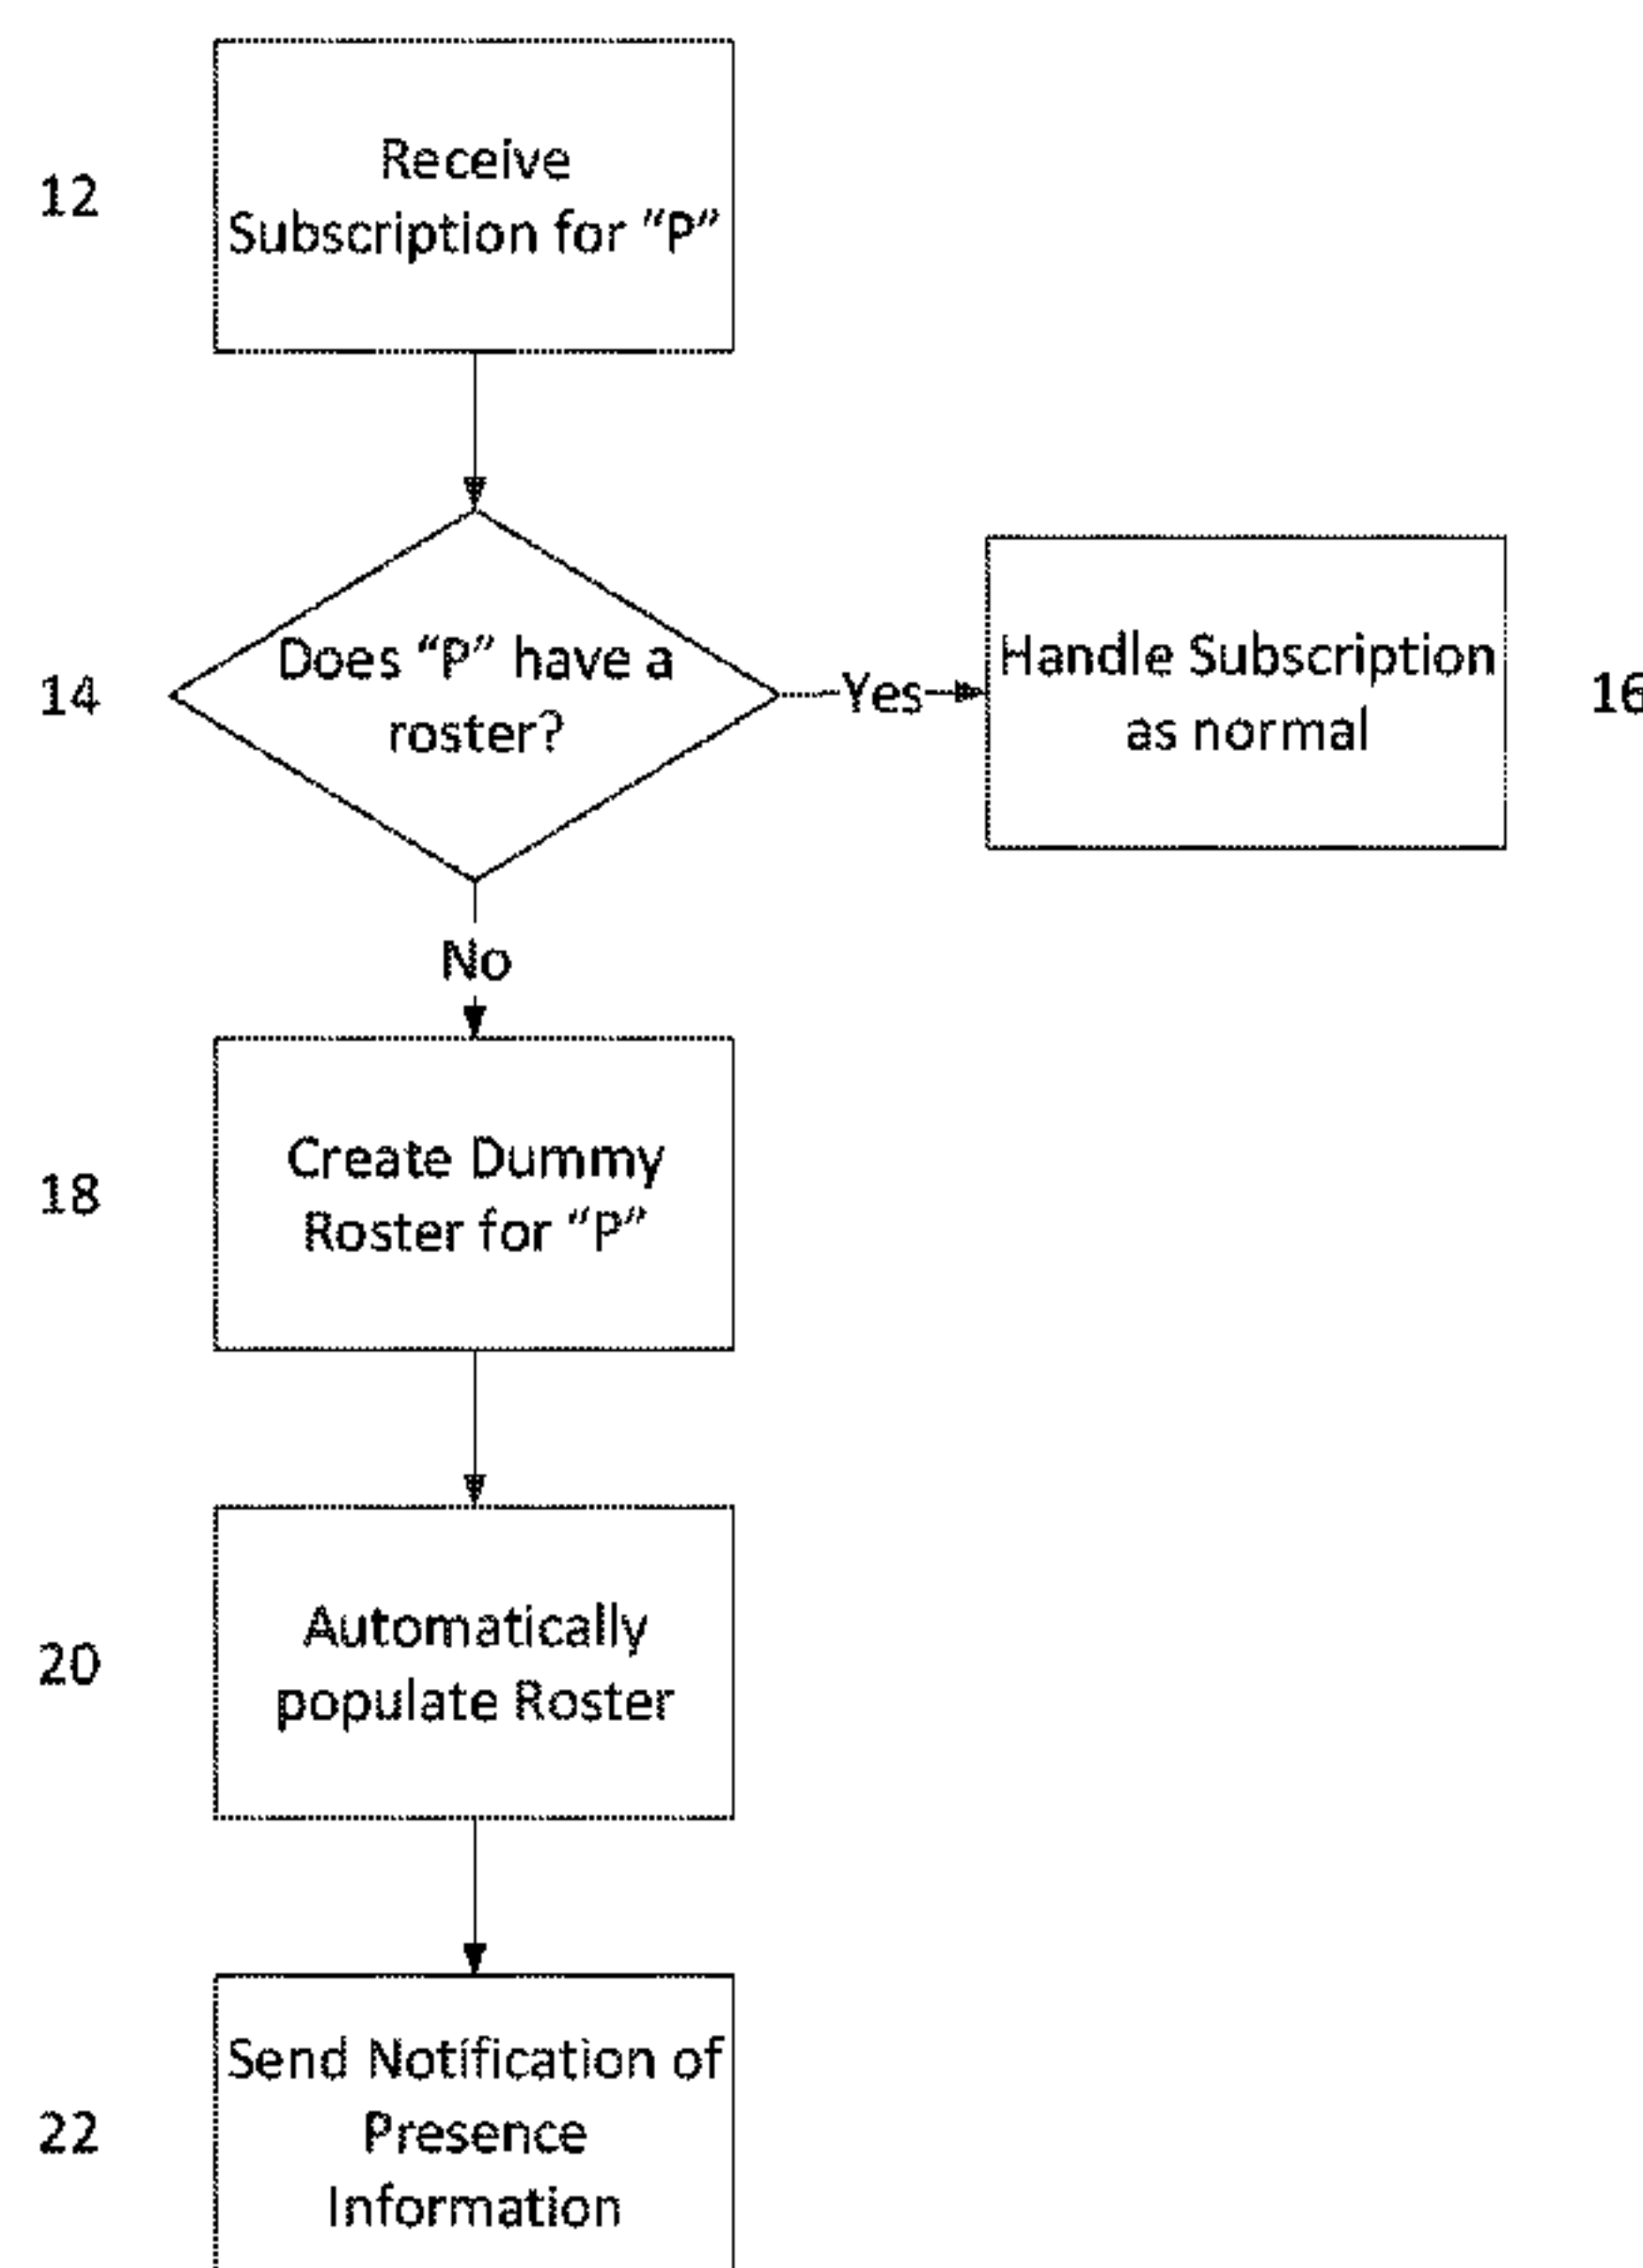 12
Receive
Subscription for “P”
14
Does “P” have a
roster?
Yes
Handle Subscription
as normal
16
No
18
Create Dummy
Roster for “P”
20
Automatically
populate Roster
22
Send Notification of
Presence
Information